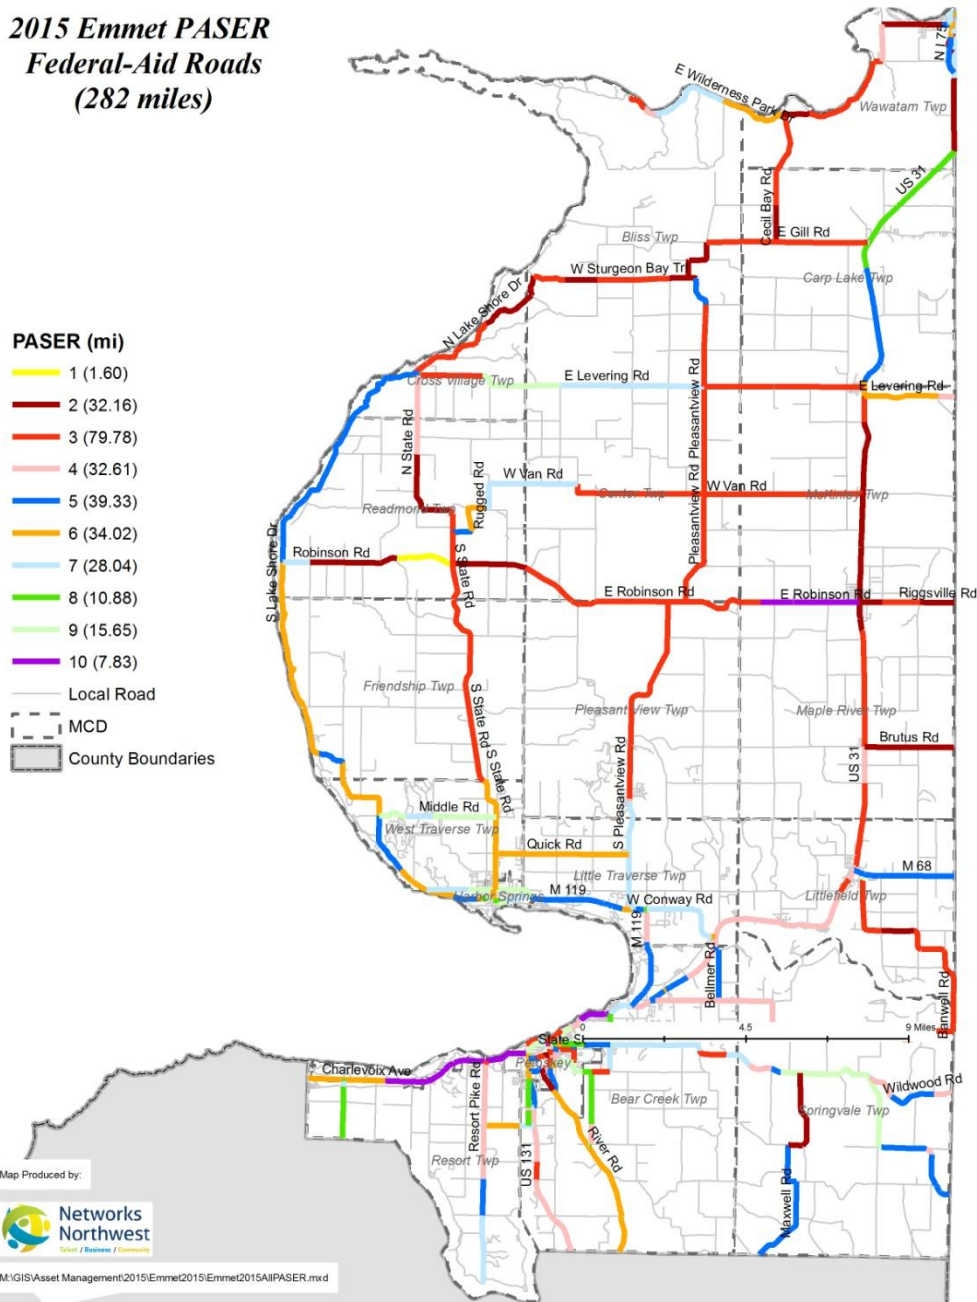 2015 Emmet PASER
Federal-Aid Roads
(282 miles)
PASER (mi)
1 (1.60)
2 (32.16)
3 (79.78)
4 (32.61)
5 (39.33)
6 (34.02)
7 (28.04)
8 (10.88)
9 (15.65)
10 (7.83)
Local Road
MCD
County Boundaries
N I 75
E Wilderness Park Dr
Wawatam Twp
US 31
Cecil Bay Rd
Bliss Twp
E Gill Rd
W Sturgeon Bay Tr
Carp Lake Twp
N Lake Shore Dr
Cross Village Twp
E Levering Rd
E Levering Rd
Pleasantview Rd
N State Rd
Rugged Rd
W Van Rd
Center Twp
W Van Rd
McKinley Twp
Readmond Twp
Pleasantview Rd
S Lake Shore Dr
Robinson Rd
S State Rd
E Robinson Rd
E Robinson Rd
Riggsville Rd
Friendship Twp
S State Rd
Pleasant View Twp
Maple River Twp
Brutus Rd
US 31
S State Rd
S Pleasantview Rd
Middle Rd
West Traverse Twp
Quick Rd
Little Traverse Twp
M 68
Littlefield Twp
Harbor Springs
M 119
W Conway Rd
M 119
Bellmer Rd
Banwell Rd
0
4.5
9 Miles
State S
Petoskey
Charlevoix Ave
Resort Pike Rd
Bear Creek Twp
Springvale Twp
Wildwood Rd
Resort Twp
US 131
River Rd
Maxwell Rd
Map Produced by:
Networks
Northwest
Talent / Business / Community
M:\GIS\Asset Management\2015\Emmet2015\Emmet2015AllPASER.mxd